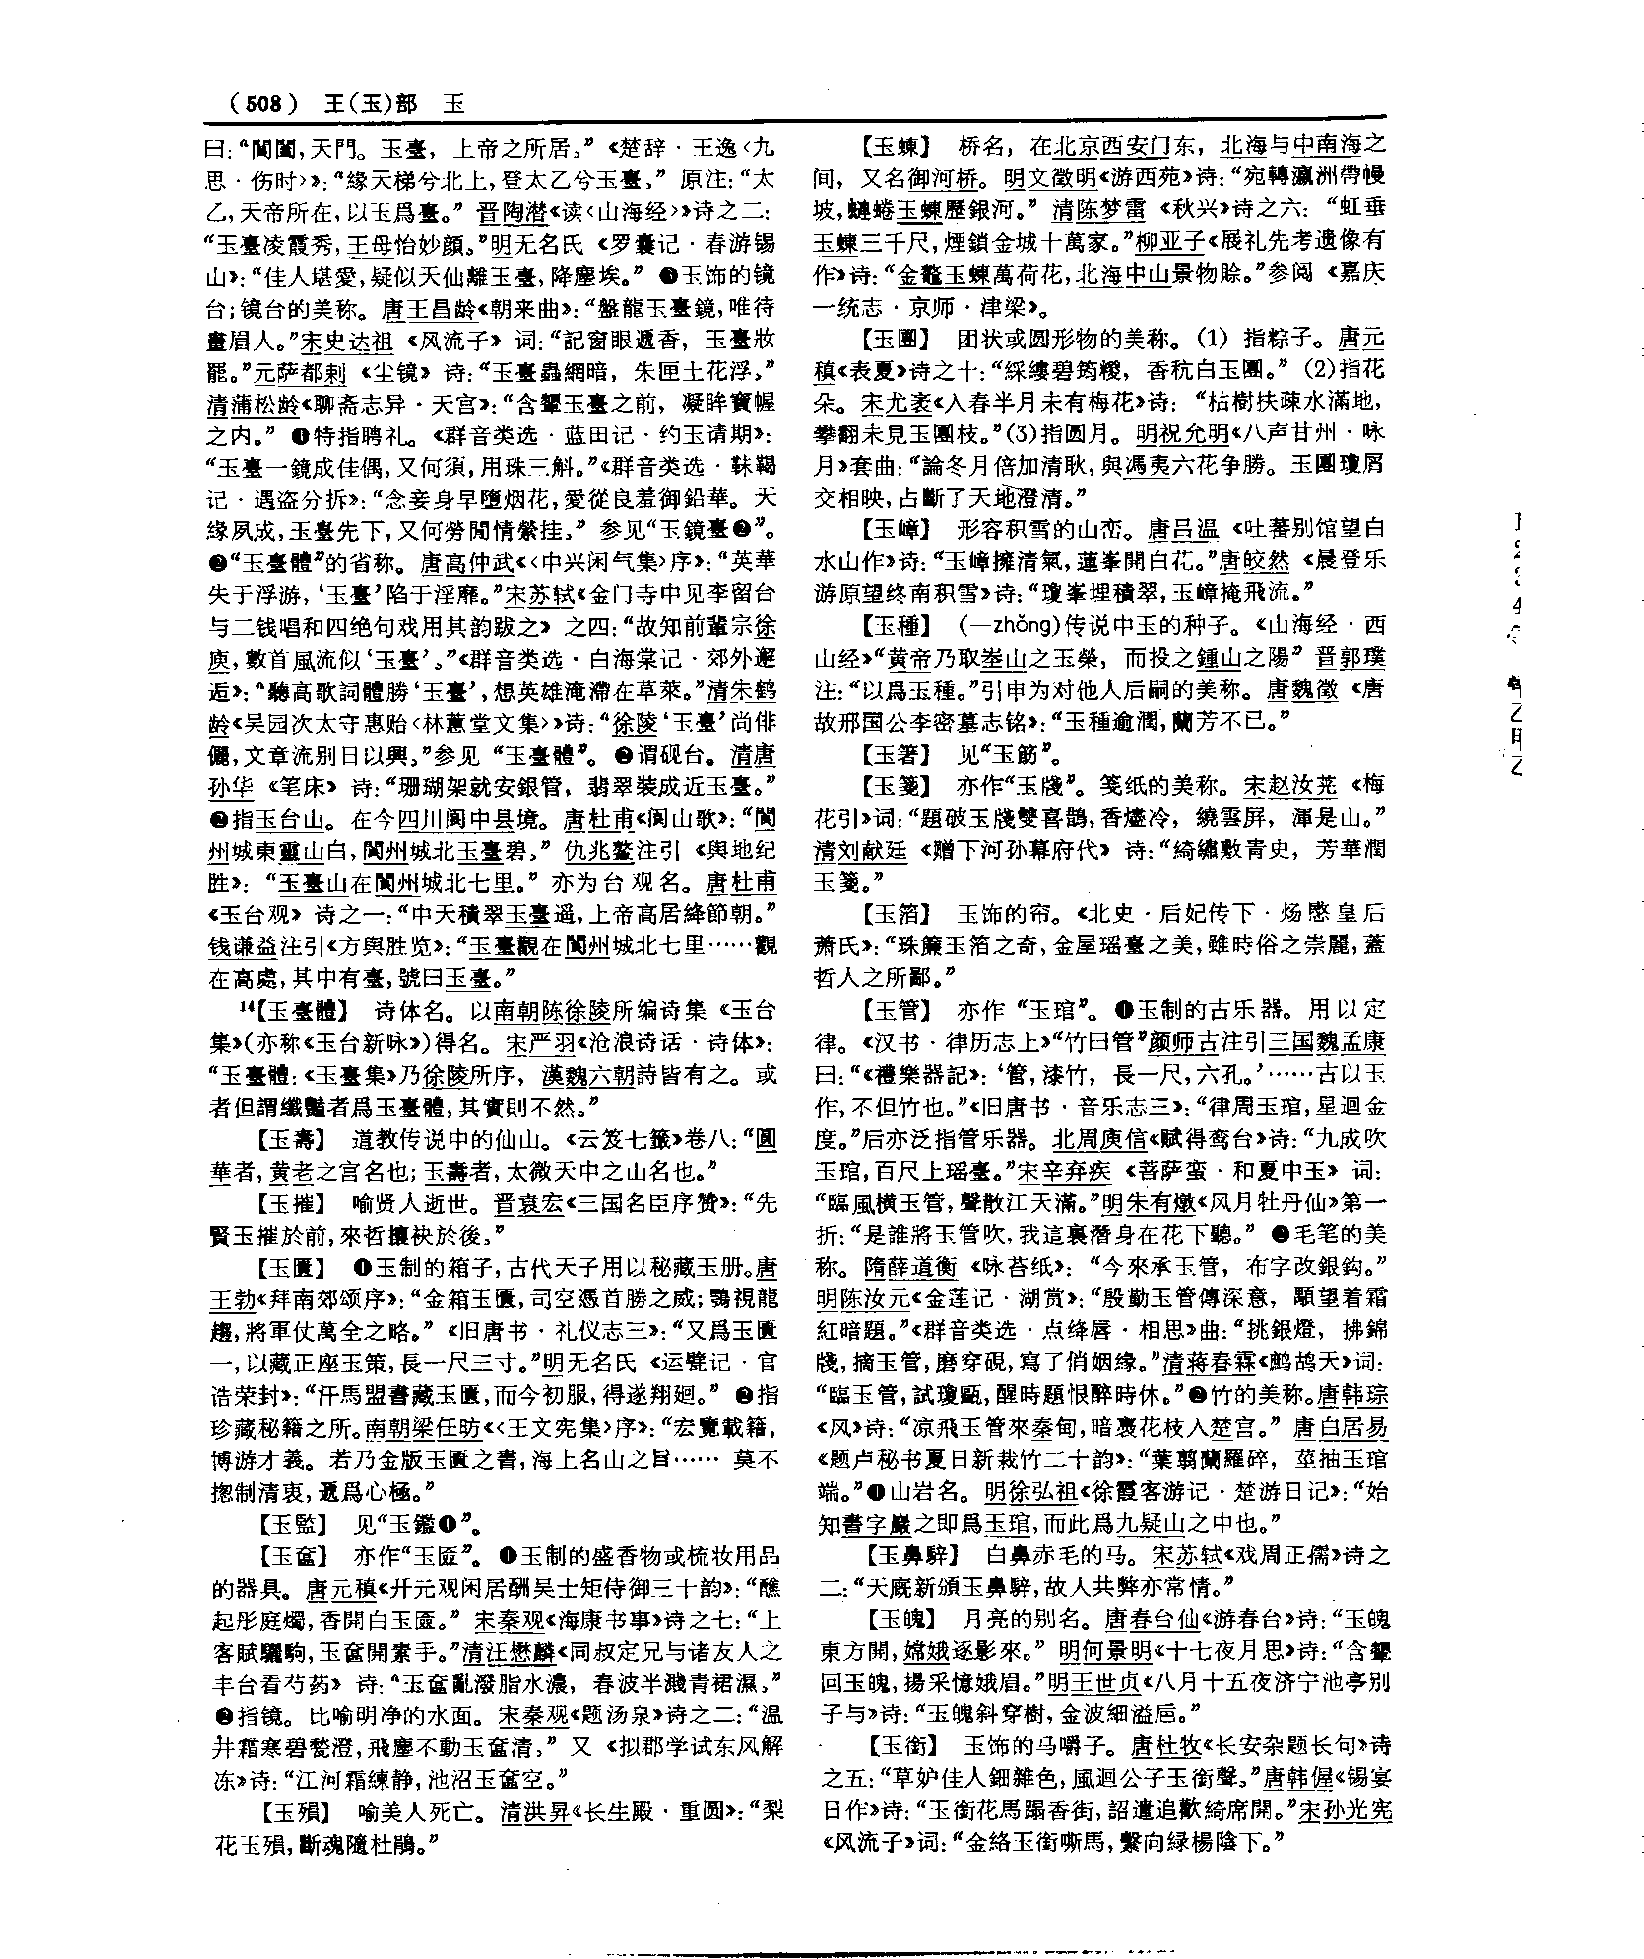 （508） 王（玉）部 玉
曰：“閶闔，天門。玉臺，上帝之所居。”《楚辞·王逸〈九
思·伤时〉》：“緣天梯兮北上，登太乙兮玉臺。”原注：“太
乙，天帝所在，以玉爲臺。”晋陶潜《读〈山海经〉》诗之二：
“玉臺凌霞秀，王母怡妙顔。”明无名氏《罗囊记·春游锡
山》：“佳人堪愛，疑似天仙離玉臺，降塵埃。”❸玉饰的镜
台；镜台的美称。唐王昌龄《朝来曲》：“盤龍玉臺鏡，唯待
畫眉人。”宋史达祖《风流子》词：“記窗眼遞香，玉臺妝
罷。”元萨都剌《尘镜》诗：“玉臺蟲網暗，朱匣土花浮。”
清蒲松龄《聊斋志异·天宫》：“含顰玉臺之前，凝眸寶幄
之内。”❹特指聘礼。《群音类选·蓝田记·约玉请期》：
“玉臺一鏡成佳偶，又何須，用珠三斛。”《群音类选·靺鞨
记·遇盗分拆》：“念妾身早墮烟花，愛從良羞御鉛華。天
緣夙成，玉臺先下，又何勞閒情縈挂。”参见“玉鏡臺❷”。
❺“玉臺體”的省称。唐高仲武《〈中兴闲气集〉序》：“英華
失于浮游，‘玉臺’陷于淫靡。”宋苏轼《金门寺中见李留台
与二钱唱和四绝句戏用其韵跋之》之四：“故知前輩宗徐
庾，數首風流似‘玉臺’。”《群音类选·白海棠记·郊外邂
逅》：“聽高歌詞體勝‘玉臺’，想英雄淹滯在草萊。”清朱鹤
龄《吴园次太守惠贻〈林蕙堂文集〉》诗：“徐陵‘玉臺’尚俳
儷，文章流别日以興。”参见“玉臺體”。❻谓砚台。清唐
孙华《笔床》诗：“珊瑚架就安銀管，翡翠裝成近玉臺。”
❼指玉台山。在今四川阆中县境。唐杜甫《阆山歌》：“閬
州城東靈山白，閬州城北玉臺碧。”仇兆鳌注引《舆地纪
胜》：“玉臺山在閬州城北七里。”亦为台观名。唐杜甫
《玉台观》诗之一：“中天積翠玉臺遥，上帝高居絳節朝。”
钱谦益注引《方舆胜览》：“玉臺觀在閬州城北七里……觀
在高處，其中有臺，號曰玉臺。”
14【玉臺體】 诗体名。以南朝陈徐陵所编诗集《玉台
集》（亦称《玉台新咏》）得名。宋严羽《沧浪诗话·诗体》：
“玉臺體：《玉臺集》乃徐陵所序，漢魏六朝詩皆有之。或
者但謂纖豔者爲玉臺體，其實則不然。”
【玉壽】 道教传说中的仙山。《云笈七籤》卷八：“圓
華者，黄老之宫名也；玉壽者，太微天中之山名也。”
【玉摧】 喻贤人逝世。晋袁宏《三国名臣序赞》：“先
賢玉摧於前，來哲攘袂於後。”
【玉匱】 ❶玉制的箱子，古代天子用以秘藏玉册。唐
王勃《拜南郊颂序》：“金箱玉匱，司空憑首勝之威；鶚視龍
趨，將軍仗萬全之略。”《旧唐书·礼仪志三》：“又爲玉匱
一，以藏正座玉策，長一尺三寸。”明无名氏《运甓记·官
诰荣封》：“汗馬盟書藏玉匱，而今初服，得遂翔廻。”❷指
珍藏秘籍之所。南朝梁任昉《〈王文宪集〉序》：“宏覽載籍，
博游才義。若乃金版玉匱之書，海上名山之旨…… 莫不
揔制清衷，遞爲心極。”
【玉監】 见“玉鑑❶”。
【玉奩】 亦作“玉匳”。❶玉制的盛香物或梳妆用品
的器具。唐元稹《开元观闲居酬吴士矩侍御三十韵》：“醮
起彤庭燭，香開白玉匳。”宋秦观《海康书事》诗之七：“上
客賦驪駒，玉奩開素手。”清汪懋麟《同叔定兄与诸友人之
丰台看芍药》诗：“玉奩亂潑脂水濃，春波半濺青裙濕。”
❷指镜。比喻明净的水面。宋秦观《题汤泉》诗之二：“温
井霜寒碧甃澄，飛塵不動玉奩清。”又《拟郡学试东风解
冻》诗：“江河霜練静，池沼玉奩空。”
【玉殞】 喻美人死亡。清洪昇《长生殿·重圆》：“梨
花玉殞，斷魂隨杜鵑。”
【玉蝀】 桥名，在北京西安门东，北海与中南海之
间，又名御河桥。明文徵明《游西苑》诗：“宛轉瀛洲帶幔
坡，蜿蜷玉蝀歷銀河。”清陈梦雷《秋兴》诗之六：“虹垂
玉蝀三千尺，煙鎖金城十萬家。”柳亚子《展礼先考遗像有
作》诗：“金鼇玉蝀萬荷花，北海中山景物賒。”参阅《嘉庆
一统志·京师·津梁》。
【玉團】 团状或圆形物的美称。（1）指粽子。唐元
稹《表夏》诗之十：“綵縷碧筠糉，香秔白玉團。”（2）指花
朵。宋尤袤《入春半月未有梅花》诗：“枯樹扶疎水滿地，
攀翻未見玉團枝。”（3）指圆月。明祝允明《八声甘州·咏
月》套曲：“論冬月倍加清耿，與馮夷六花争勝。玉團瓊屑
交相映，占斷了天地澄清。”
【玉嶂】 形容积雪的山峦。唐吕温《吐蕃别馆望白
水山作》诗：“玉嶂擁清氣，蓮峯開白花。”唐皎然《晨登乐
游原望终南积雪》诗：“瓊峯埋積翠，玉嶂掩飛流。”
【玉種】 （—zhǒng）传说中玉的种子。《山海经·西
山经》“黄帝乃取峚山之玉榮，而投之鍾山之陽”晋郭璞
注：“以爲玉種。”引申为对他人后嗣的美称。唐魏徵《唐
故邢国公李密墓志铭》：“玉種逾潤，蘭芳不已。”
【玉箸】 见“玉筯”。
【玉箋】 亦作“玉牋”。笺纸的美称。宋赵汝茪《梅
花引》词：“題破玉牋雙喜鵲，香燼冷，繞雲屏，渾是山。”
清刘献廷《赠下河孙幕府代》诗：“綺繡敷青史，芳華潤
玉箋。”
【玉箔】 玉饰的帘。《北史·后妃传下·炀愍皇后
萧氏》：“珠簾玉箔之奇，金屋瑶臺之美，雖時俗之崇麗，蓋
哲人之所鄙。”
【玉管】 亦作“玉琯”。❶玉制的古乐器。用以定
律。《汉书·律历志上》“竹曰管”颜师古注引三国魏孟康
曰：“《禮樂器記》：‘管，漆竹，長一尺，六孔。’……古以玉
作，不但竹也。”《旧唐书·音乐志三》：“律周玉琯，星迴金
度。”后亦泛指管乐器。北周庾信《赋得鸾台》诗：“九成吹
玉琯，百尺上瑶臺。”宋辛弃疾《菩萨蛮·和夏中玉》词：
“臨風横玉管，聲散江天滿。”明朱有燉《风月牡丹仙》第一
折：“是誰將玉管吹，我這裏潛身在花下聽。”❷毛笔的美
称。隋薛道衡《咏苔纸》：“今來承玉管，布字改銀鈎。”
明陈汝元《金莲记·湖赏》：“殷勤玉管傳深意，顒望着霜
紅暗題。”《群音类选·点绛唇·相思》曲：“挑銀燈，拂錦
牋，摘玉管，磨穿硯，寫了俏姻缘。”清蒋春霖《鹧鸪天》词：
“臨玉管，試瓊甌，醒時題恨醉時休。”❸竹的美称。唐韩琮
《风》诗：“凉飛玉管來秦甸，暗裊花枝入楚宫。”唐白居易
《题卢秘书夏日新栽竹二十韵》：“葉翦蘭羅碎，莖抽玉琯
端。”❹山岩名。明徐弘祖《徐霞客游记·楚游日记》：“始
知書字巖之即爲玉琯，而此爲九疑山之中也。”
【玉鼻騂】 白鼻赤毛的马。宋苏轼《戏周正孺》诗之
二：“天厩新頒玉鼻騂，故人共弊亦常情。”
【玉魄】 月亮的别名。唐春台仙《游春台》诗：“玉魄
東方開，嫦娥逐影來。”明何景明《十七夜月思》诗：“含顰
回玉魄，揚采憶娥眉。”明王世贞《八月十五夜济宁池亭别
子与》诗：“玉魄斜穿樹，金波細溢卮。”
【玉銜】 玉饰的马嚼子。唐杜牧《长安杂题长句》诗
之五：“草妒佳人鈿雜色，風迴公子玉銜聲。”唐韩偓《锡宴
日作》诗：“玉銜花馬蹋香街，詔遣追歡綺席開。”宋孙光宪
《风流子》词：“金絡玉銜嘶馬，繫向緑楊陰下。”